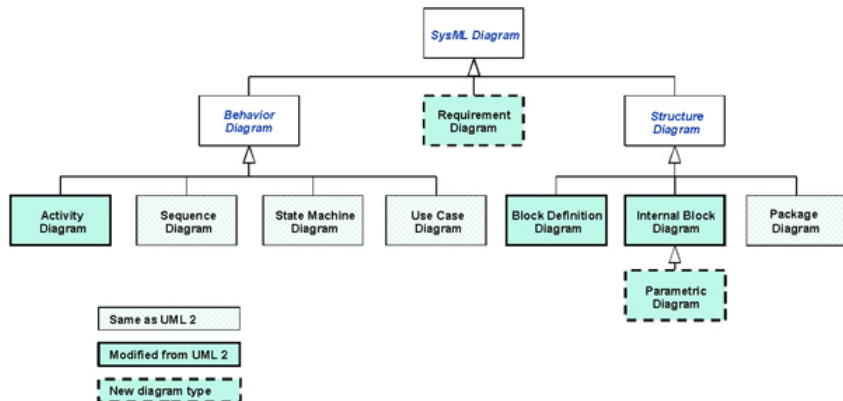 SysML Diagram
Behavior
Diagram
Requirement
Diagram
Structure
Diagram
Activity
Diagram
Sequence
Diagram
State Machine
Diagram
Use Case
Diagram
Block Definition
Diagram
Internal Block
Diagram
Package
Diagram
Parametric
Diagram
Same as UML 2
Modified from UML 2
New diagram type